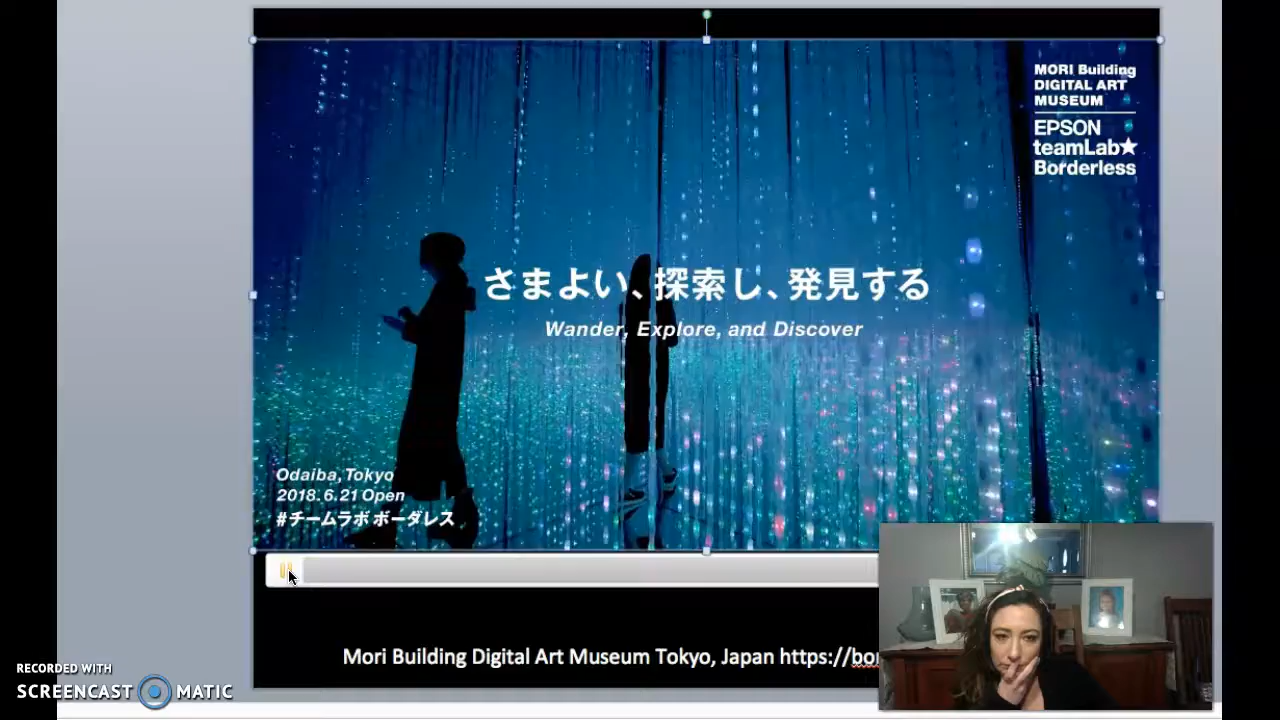 MORI Building
DIGITAL ART
MUSEUM
EPSON
teamLab★
Borderless
さまよい、探索し、発見する
Wander, Explore, and Discover
Odaiba, Tokyo
2018.6.21 Open
#チームラボボーダレス
Mori Building Digital Art Museum Tokyo, Japan https://bor
RECORDED WITH
SCREENCAST MATIC